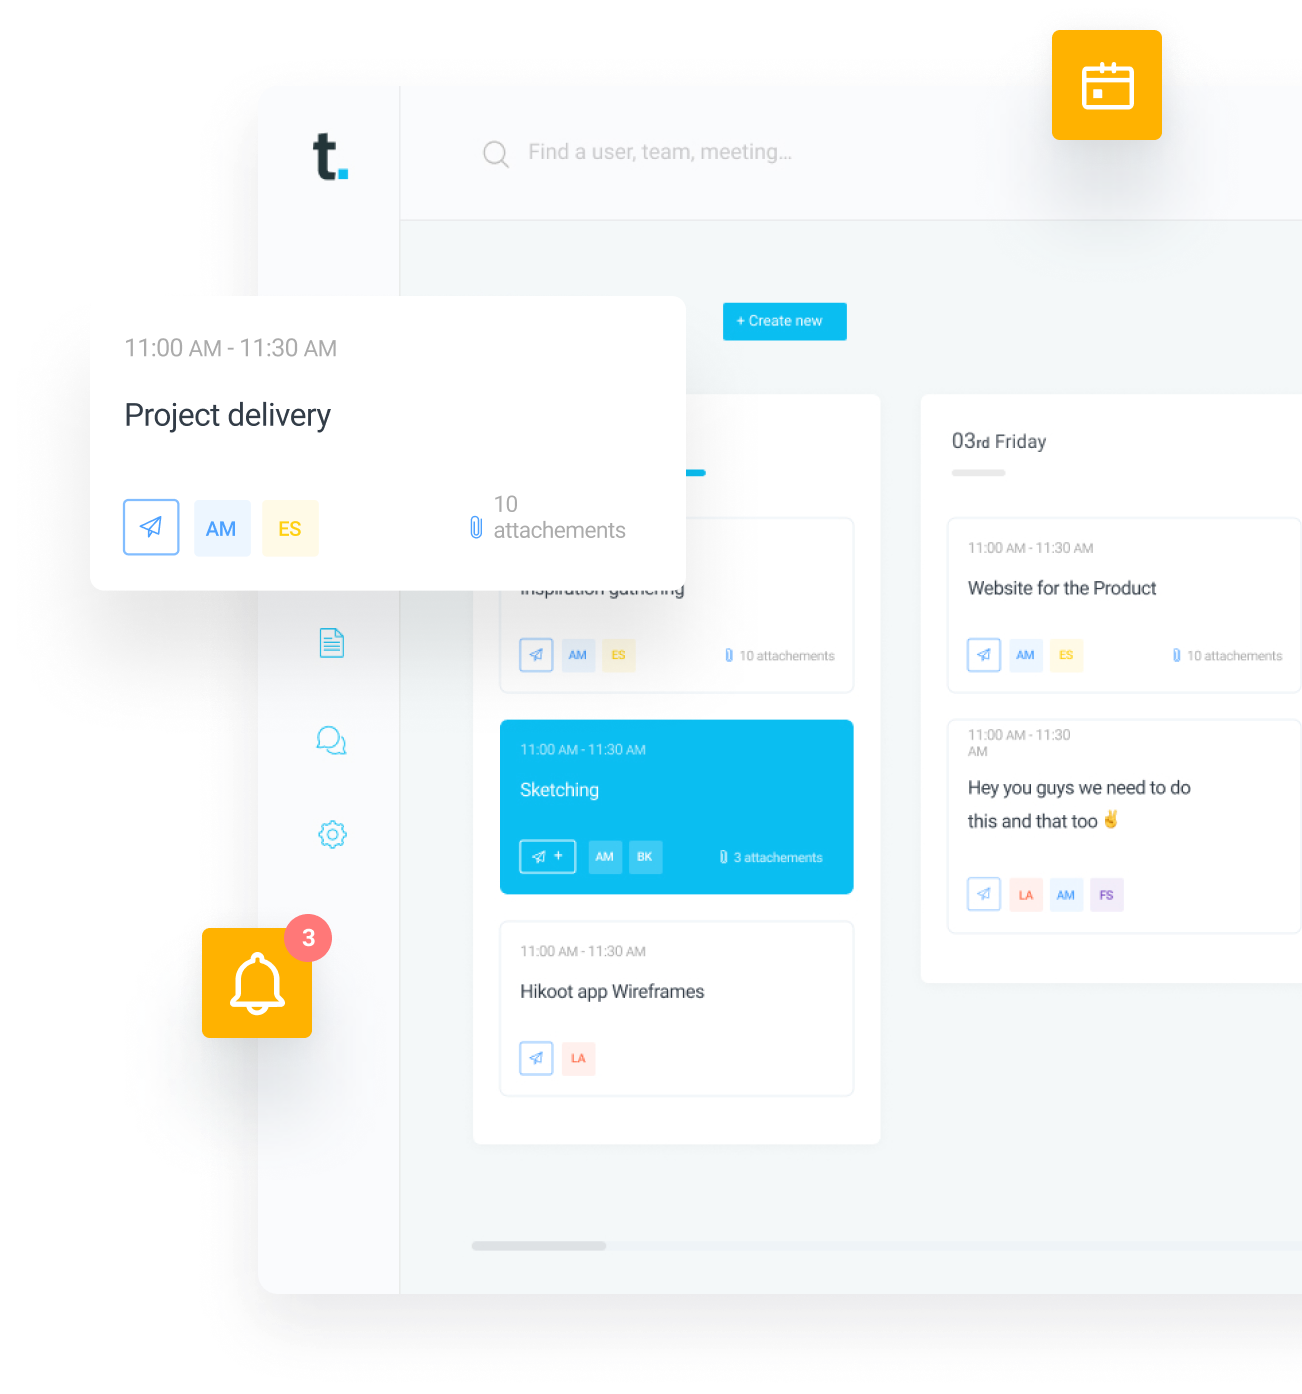 t.
Find a user, team, meeting...
+ Create new
11:00 AM - 11:30 AM
Project delivery
AM
ES
10
attachements
Inspiration gathering
AM
ES
10 attachements
11:00 AM - 11:30 AM
Sketching
+
AM
BK
3 attachements
11:00 AM - 11:30 AM
Hikoot app Wireframes
LA
03rd Friday
11:00 AM - 11:30 AM
Website for the Product
AM
ES
10 attachements
11:00 AM - 11:30
AM
Hey you guys we need to do
this and that too ✌
LA
AM
FS
3